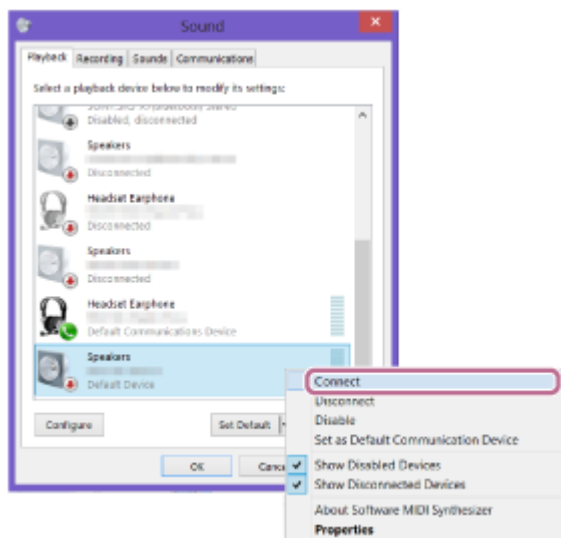 Sound
Playback Recording Sounds Communications
Select a playback device below to modify its settings:
Stereo
Disabled, disconnected
Speakers
Disconnected
Headset Earphone
Disconnected
Speakers
Disconnected
Headset Earphone
Default Communications Device
Speakers
Default Device
Configure
Set Default
OK
Connect
Disconnect
Disable
Set as Default Communication Device
Show Disabled Devices
Show Disconnected Devices
About Software MIDI Synthesizer
Properties